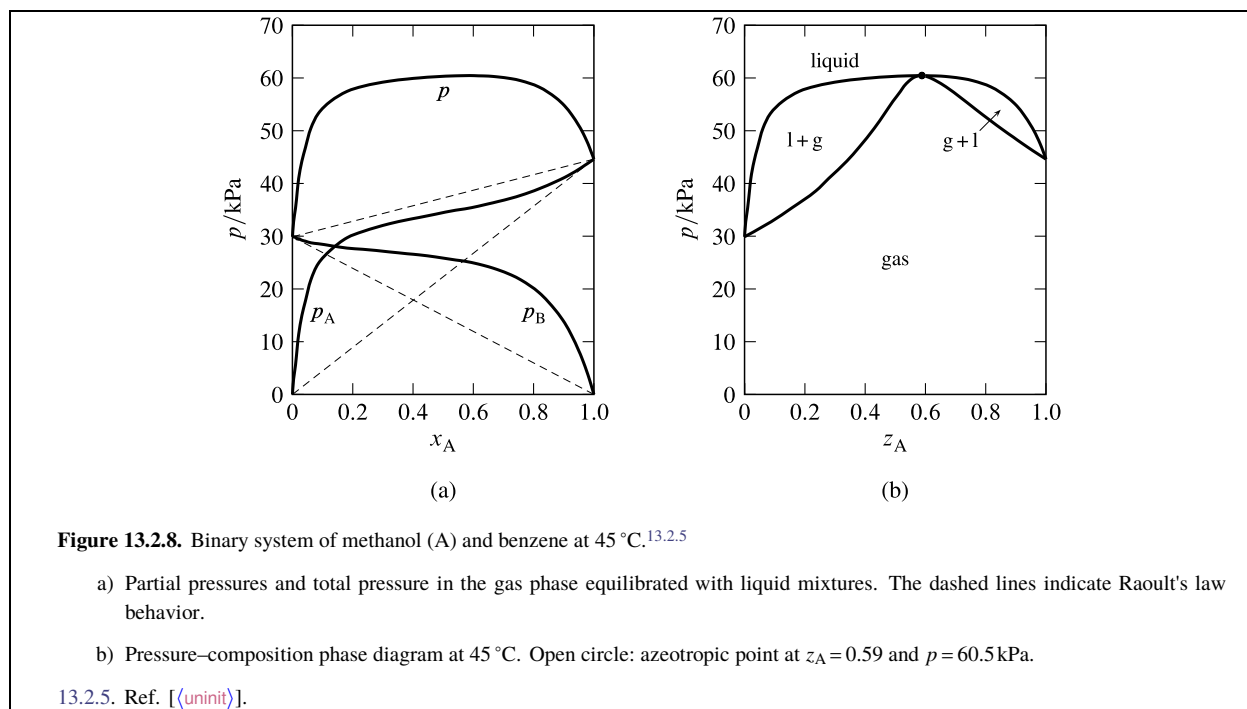 70
60
50
40
30
20
10
0
p/kPa
p
p_A
p_B
0 0.2 0.4 0.6 0.8 1.0
x_A
(a)
70
60
50
40
30
20
10
0
p/kPa
liquid
l + g
g + l
gas
0 0.2 0.4 0.6 0.8 1.0
z_A
(b)
Figure 13.2.8. Binary system of methanol (A) and benzene at 45 °C.13.2.5
a) Partial pressures and total pressure in the gas phase equilibrated with liquid mixtures. The dashed lines indicate Raoult's law
behavior.
b) Pressure–composition phase diagram at 45 °C. Open circle: azeotropic point at z_A = 0.59 and p = 60.5 kPa.
13.2.5. Ref. [⟨uninit⟩].